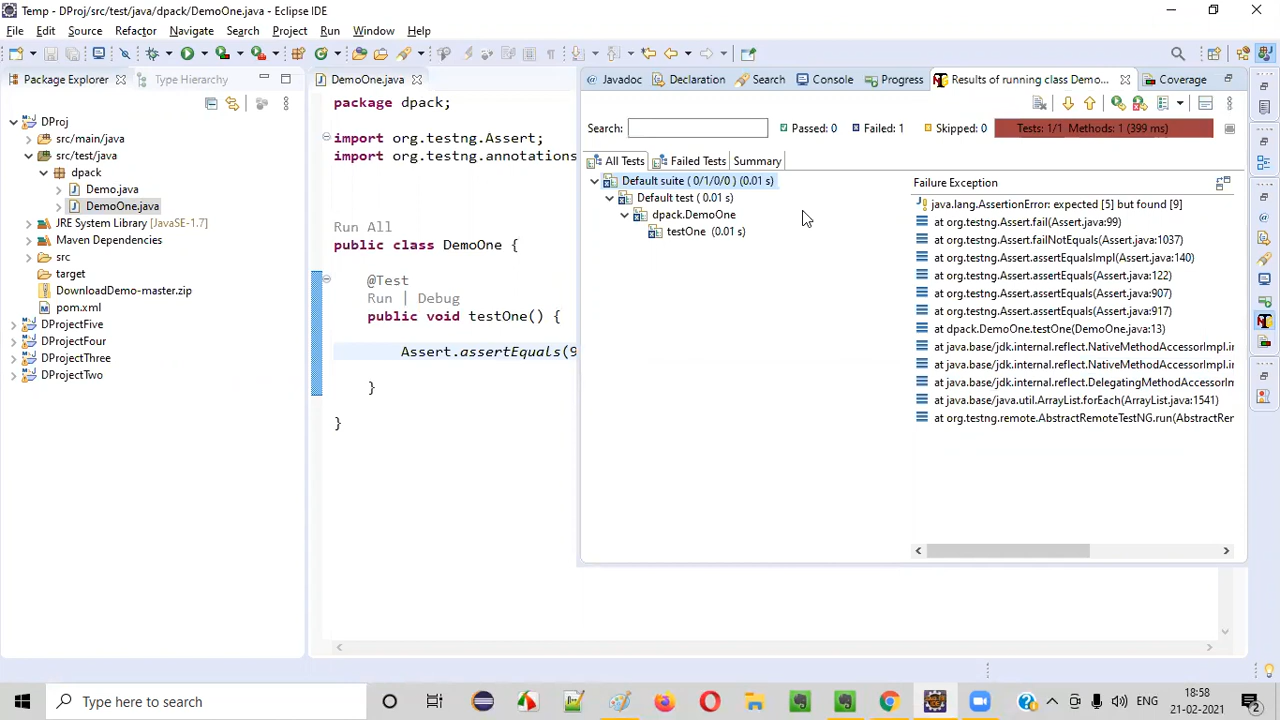 Temp - DProj/src/test/java/dpack/DemoOne.java - Eclipse IDE
File Edit Source Refactor Navigate Search Project Run Window Help
Package Explorer
Type Hierarchy
DProj
src/main/java
src/test/java
dpack
Demo.java
DemoOne.java
JRE System Library [JavaSE-1.7]
Maven Dependencies
src
target
DownloadDemo-master.zip
pom.xml
DProjectFive
DProjectFour
DProjectThree
DProjectTwo
DemoOne.java
package dpack;
import org.testng.Assert;
import org.testng.annotations
Run All
public class DemoOne {
@Test
Run | Debug
public void testOne() {
Assert.assertEquals(9
}
}
Javadoc
Declaration
Search
Console
Progress
Results of running class Demo...
Coverage
Search:
Passed: 0
Failed: 1
Skipped: 0
Tests: 1/1 Methods: 1 (399 ms)
All Tests
Failed Tests
Summary
Default suite ( 0/1/0/0 ) (0.01 s)
Default test ( 0.01 s)
dpack.DemoOne
testOne (0.01 s)
Failure Exception
java.lang.AssertionError: expected [5] but found [9]
at org.testng.Assert.fail(Assert.java:99)
at org.testng.Assert.failNotEquals(Assert.java:1037)
at org.testng.Assert.assertEqualsImpl(Assert.java:140)
at org.testng.Assert.assertEquals(Assert.java:122)
at org.testng.Assert.assertEquals(Assert.java:907)
at org.testng.Assert.assertEquals(Assert.java:917)
at dpack.DemoOne.testOne(DemoOne.java:13)
at java.base/jdk.internal.reflect.NativeMethodAccessorImpl.in
at java.base/jdk.internal.reflect.NativeMethodAccessorImpl.in
at java.base/jdk.internal.reflect.DelegatingMethodAccessorIm
at java.base/java.util.ArrayList.forEach(ArrayList.java:1541)
at org.testng.remote.AbstractRemoteTestNG.run(AbstractRen
Type here to search
ENG
18:58
21-02-2021
2